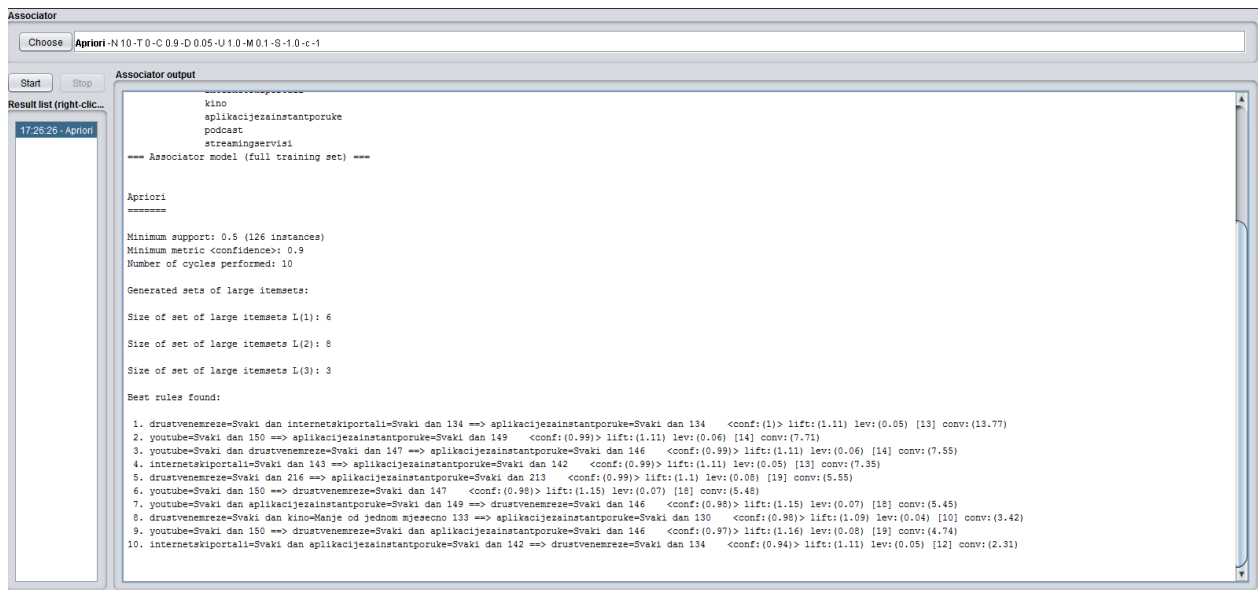 Associator
Choose Apriori -N 10 -T 0 -C 0.9 -D 0.05 -U 1.0 -M 0.1 -S -1.0 -c -1
Start Stop
Associator output
Result list (right-clic...
17:26:26 - Apriori
kino
aplikacijezainstantporuke
podcast
streamingservisi
=== Associator model (full training set) ===
Apriori
=======
Minimum support: 0.5 (126 instances)
Minimum metric <confidence>: 0.9
Number of cycles performed: 10
Generated sets of large itemsets:
Size of set of large itemsets L(1): 6
Size of set of large itemsets L(2): 8
Size of set of large itemsets L(3): 3
Best rules found:
1. drustvenemreze=Svaki dan internetskiportali=Svaki dan 134 ==> aplikacijezainstantporuke=Svaki dan 134 <conf:(1)> lift:(1.11) lev:(0.05) [13] conv:(13.77)
2. youtube=Svaki dan 150 ==> aplikacijezainstantporuke=Svaki dan 149 <conf:(0.99)> lift:(1.11) lev:(0.06) [14] conv:(7.71)
3. youtube=Svaki dan drustvenemreze=Svaki dan 147 ==> aplikacijezainstantporuke=Svaki dan 146 <conf:(0.99)> lift:(1.11) lev:(0.06) [14] conv:(7.55)
4. internetskiportali=Svaki dan 143 ==> aplikacijezainstantporuke=Svaki dan 142 <conf:(0.99)> lift:(1.11) lev:(0.05) [13] conv:(7.35)
5. drustvenemreze=Svaki dan 216 ==> aplikacijezainstantporuke=Svaki dan 213 <conf:(0.99)> lift:(1.1) lev:(0.08) [19] conv:(5.55)
6. youtube=Svaki dan 150 ==> drustvenemreze=Svaki dan 147 <conf:(0.98)> lift:(1.15) lev:(0.07) [18] conv:(5.48)
7. youtube=Svaki dan aplikacijezainstantporuke=Svaki dan 149 ==> drustvenemreze=Svaki dan 146 <conf:(0.98)> lift:(1.15) lev:(0.07) [18] conv:(5.45)
8. drustvenemreze=Svaki dan kino=Manje od jednom mjesecno 133 ==> aplikacijezainstantporuke=Svaki dan 130 <conf:(0.98)> lift:(1.09) lev:(0.04) [10] conv:(3.42)
9. youtube=Svaki dan 150 ==> drustvenemreze=Svaki dan aplikacijezainstantporuke=Svaki dan 146 <conf:(0.97)> lift:(1.16) lev:(0.08) [19] conv:(4.74)
10. internetskiportali=Svaki dan aplikacijezainstantporuke=Svaki dan 142 ==> drustvenemreze=Svaki dan 134 <conf:(0.94)> lift:(1.11) lev:(0.05) [12] conv:(2.31)